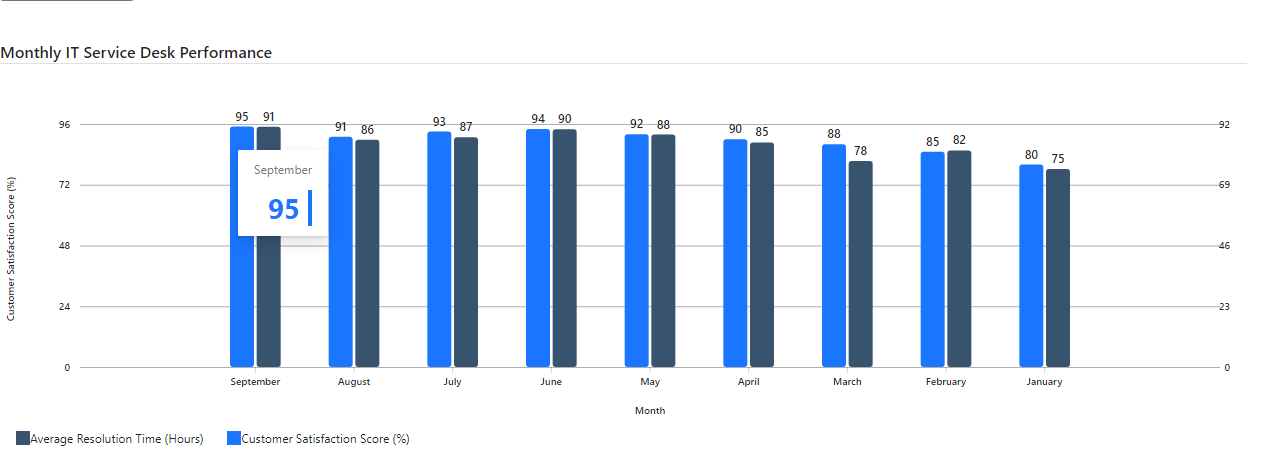 Monthly IT Service Desk Performance
95 91 91 86 93 87 94 90 92 88 90 85 88 78 85 82 80 75
96 92
72 69
48 46
24 23
0 0
September
95
Customer Satisfaction Score (%)
September August July June May April March February January
Month
Average Resolution Time (Hours) Customer Satisfaction Score (%)